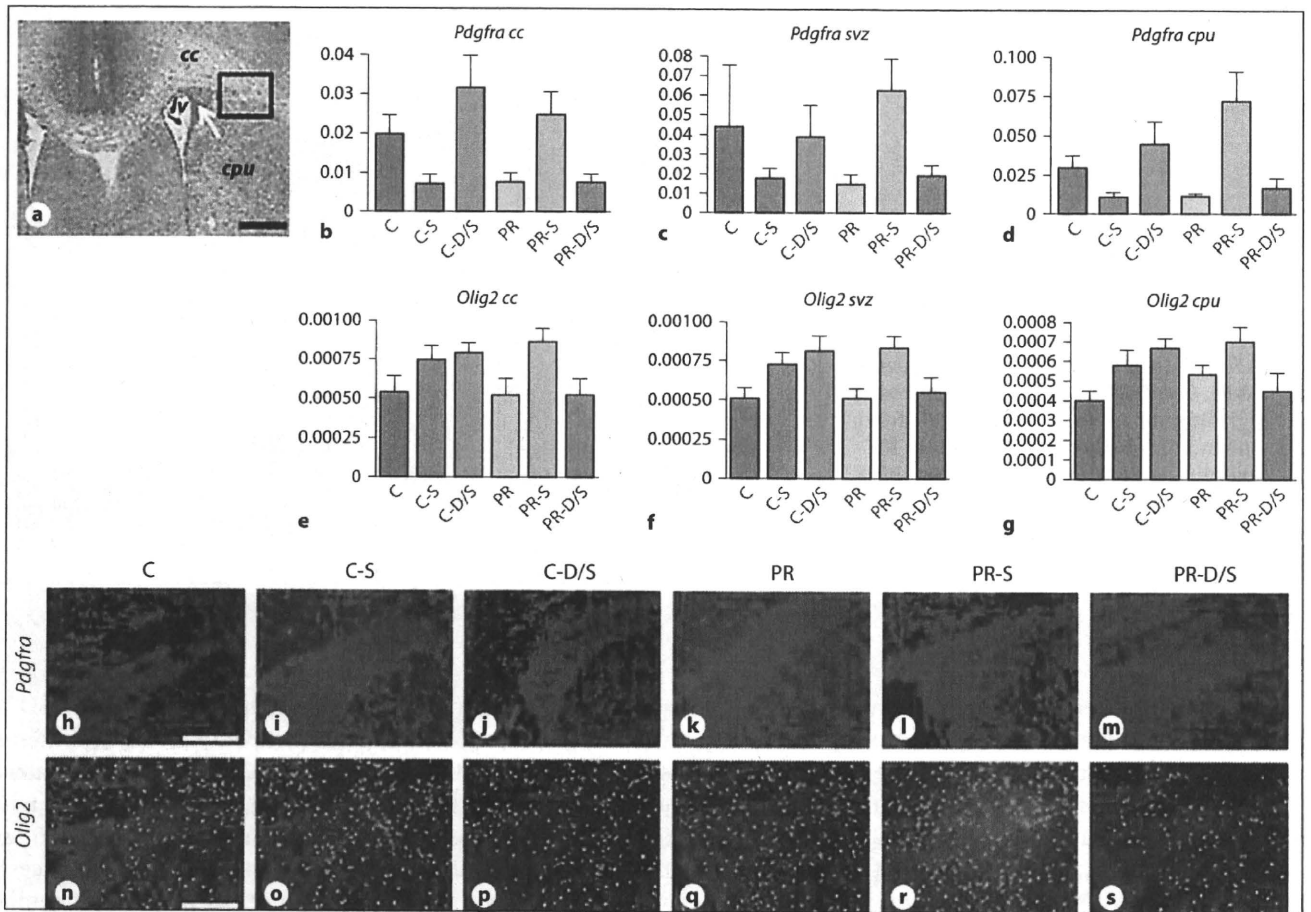 cc
lv
cpu
a
Pdgfra cc
0.04
0.03
0.02
0.01
0
C C-S C-D/S PR PR-S PR-D/S
b
Pdgfra svz
0.08
0.07
0.06
0.05
0.04
0.03
0.02
0.01
0
C C-S C-D/S PR PR-S PR-D/S
c
Pdgfra cpu
0.100
0.075
0.050
0.025
0
C C-S C-D/S PR PR-S PR-D/S
d
Olig2 cc
0.00100
0.00075
0.00050
0.00025
0
C C-S C-D/S PR PR-S PR-D/S
e
Olig2 svz
0.00100
0.00075
0.00050
0.00025
0
C C-S C-D/S PR PR-S PR-D/S
f
Olig2 cpu
0.0008
0.0007
0.0006
0.0005
0.0004
0.0003
0.0002
0.0001
0
C C-S C-D/S PR PR-S PR-D/S
g
C C-S C-D/S PR PR-S PR-D/S
Pdgfra
h i j k l m
Olig2
n o p q r s